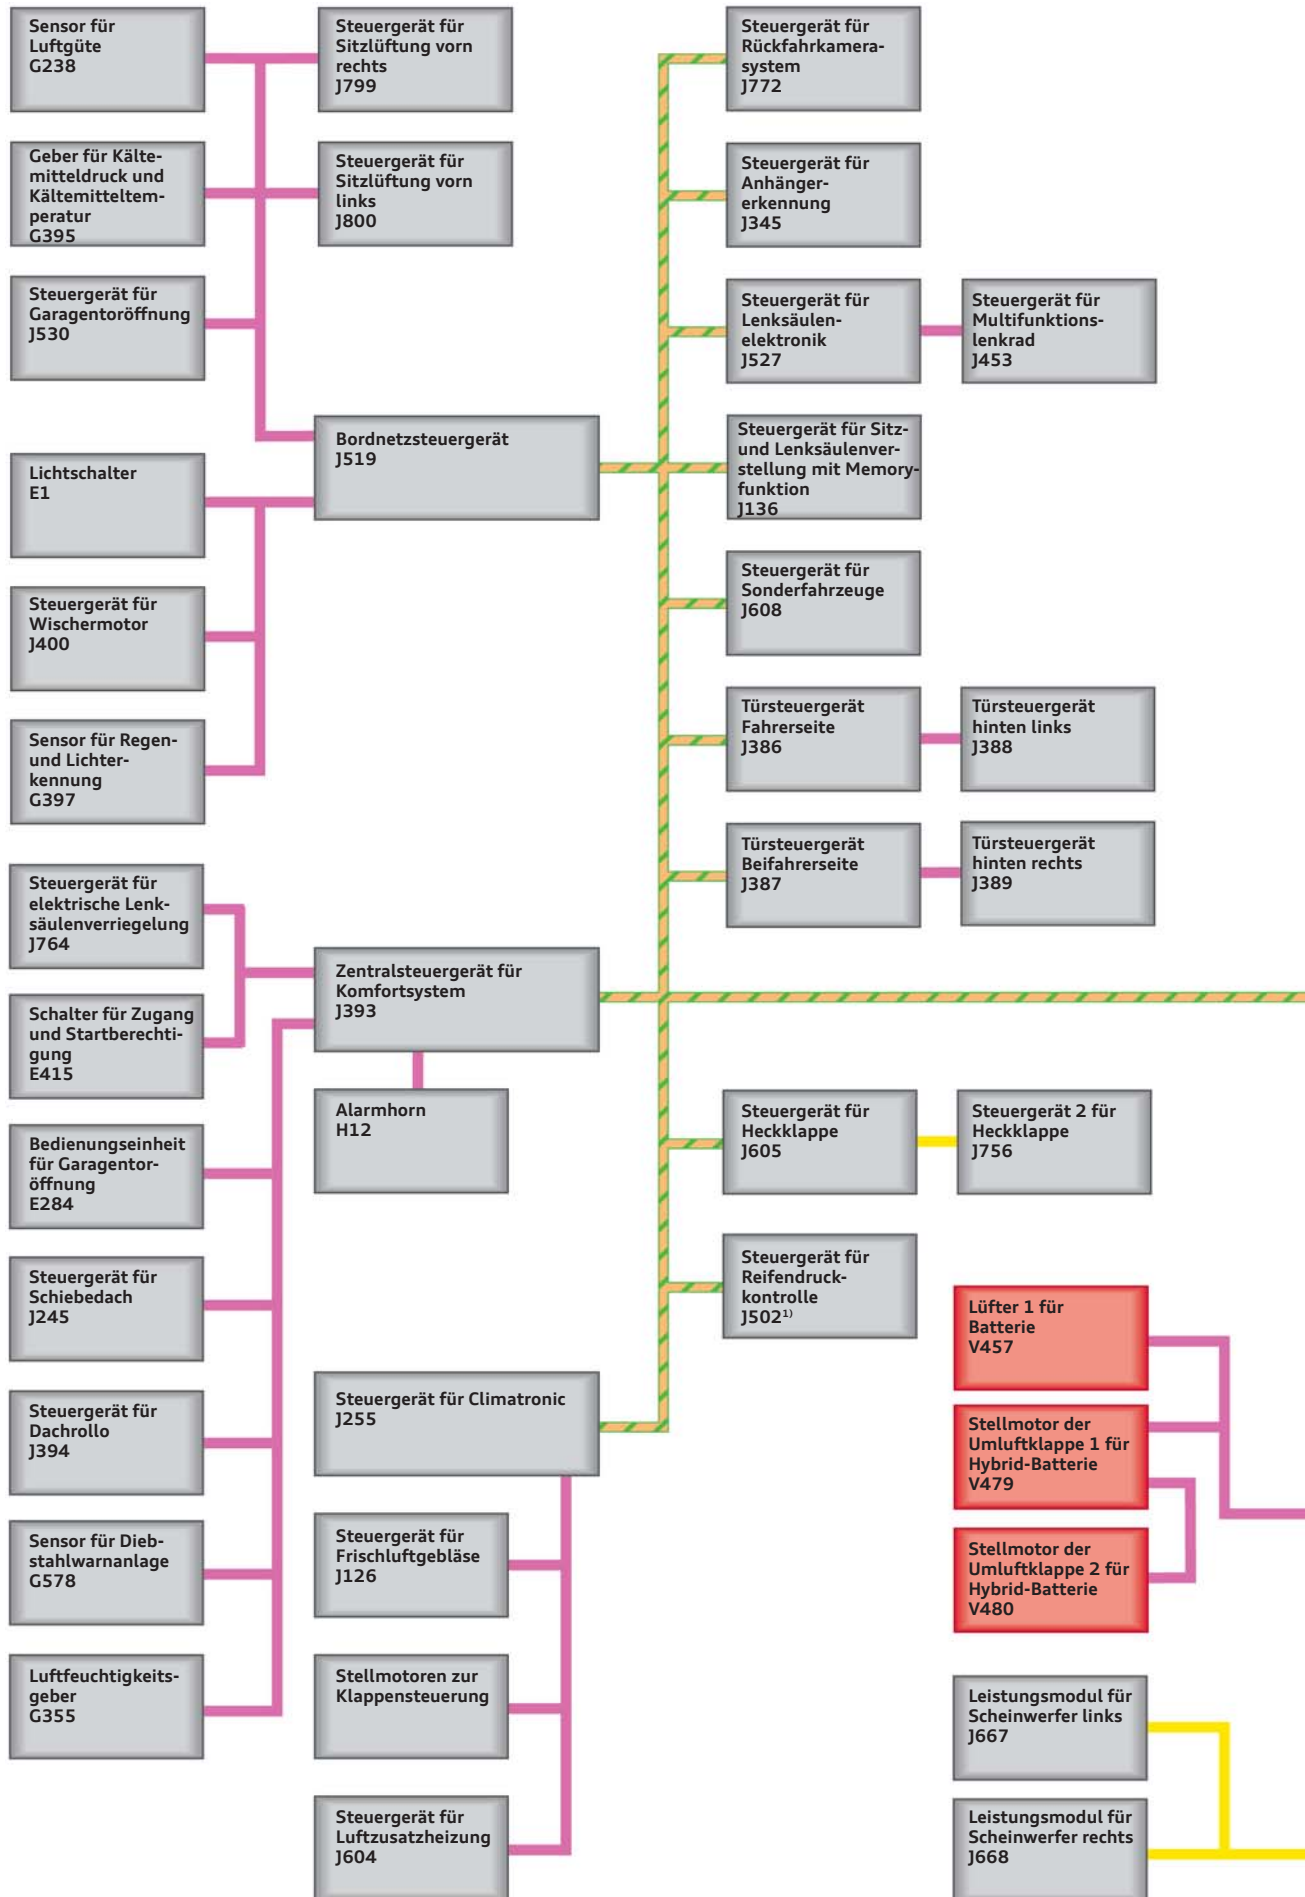 Sensor für
Luftgüte
G238
Steuergerät für
Sitzlüftung vorn
rechts
J799
Steuergerät für
Rückfahrkamera-
system
J772
Geber für Kälte-
mitteldruck und
Kältemitteltem-
peratur
G395
Steuergerät für
Sitzlüftung vorn
links
J800
Steuergerät für
Anhänger-
erkennung
J345
Steuergerät für
Garagentoröffnung
J530
Steuergerät für
Lenksäulen-
elektronik
J527
Steuergerät für
Multifunktions-
lenkrad
J453
Bordnetzsteuergerät
J519
Steuergerät für Sitz-
und Lenksäulenver-
stellung mit Memory-
funktion
J136
Lichtschalter
E1
Steuergerät für
Sonderfahrzeuge
J608
Steuergerät für
Wischermotor
J400
Türsteuergerät
Fahrerseite
J386
Türsteuergerät
hinten links
J388
Sensor für Regen-
und Lichter-
kennung
G397
Türsteuergerät
Beifahrerseite
J387
Türsteuergerät
hinten rechts
J389
Steuergerät für
elektrische Lenk-
säulenverriegelung
J764
Zentralsteuergerät für
Komfortsystem
J393
Schalter für Zugang
und Startberechti-
gung
E415
Alarmhorn
H12
Steuergerät für
Heckklappe
J605
Steuergerät 2 für
Heckklappe
J756
Bedienungseinheit
für Garagentor-
öffnung
E284
Steuergerät für
Reifendruck-
kontrolle
J502¹⁾
Steuergerät für
Schiebedach
J245
Lüfter 1 für
Batterie
V457
Steuergerät für Climatronic
J255
Steuergerät für
Dachrollo
J394
Stellmotor der
Umluftklappe 1 für
Hybrid-Batterie
V479
Steuergerät für
Frischluftgebläse
J126
Sensor für Dieb-
stahlwarnanlage
G578
Stellmotor der
Umluftklappe 2 für
Hybrid-Batterie
V480
Luftfeuchtigkeits-
geber
G355
Stellmotoren zur
Klappensteuerung
Leistungsmodul für
Scheinwerfer links
J667
Steuergerät für
Luftzusatzheizung
J604
Leistungsmodul für
Scheinwerfer rechts
J668